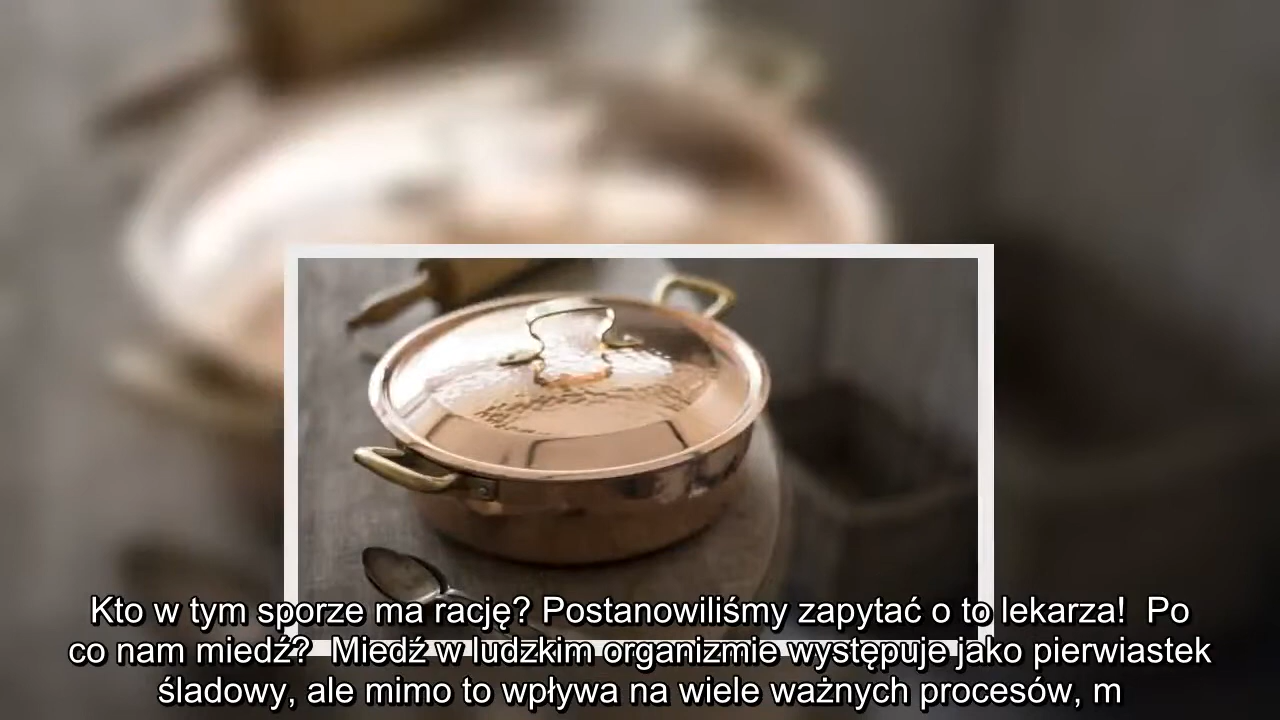 Kto w tym sporze ma rację? Postanowiliśmy zapytać o to lekarza!  Po
co nam miedź?  Miedź w ludzkim organizmie występuje jako pierwiastek
śladowy, ale mimo to wpływa na wiele ważnych procesów, m